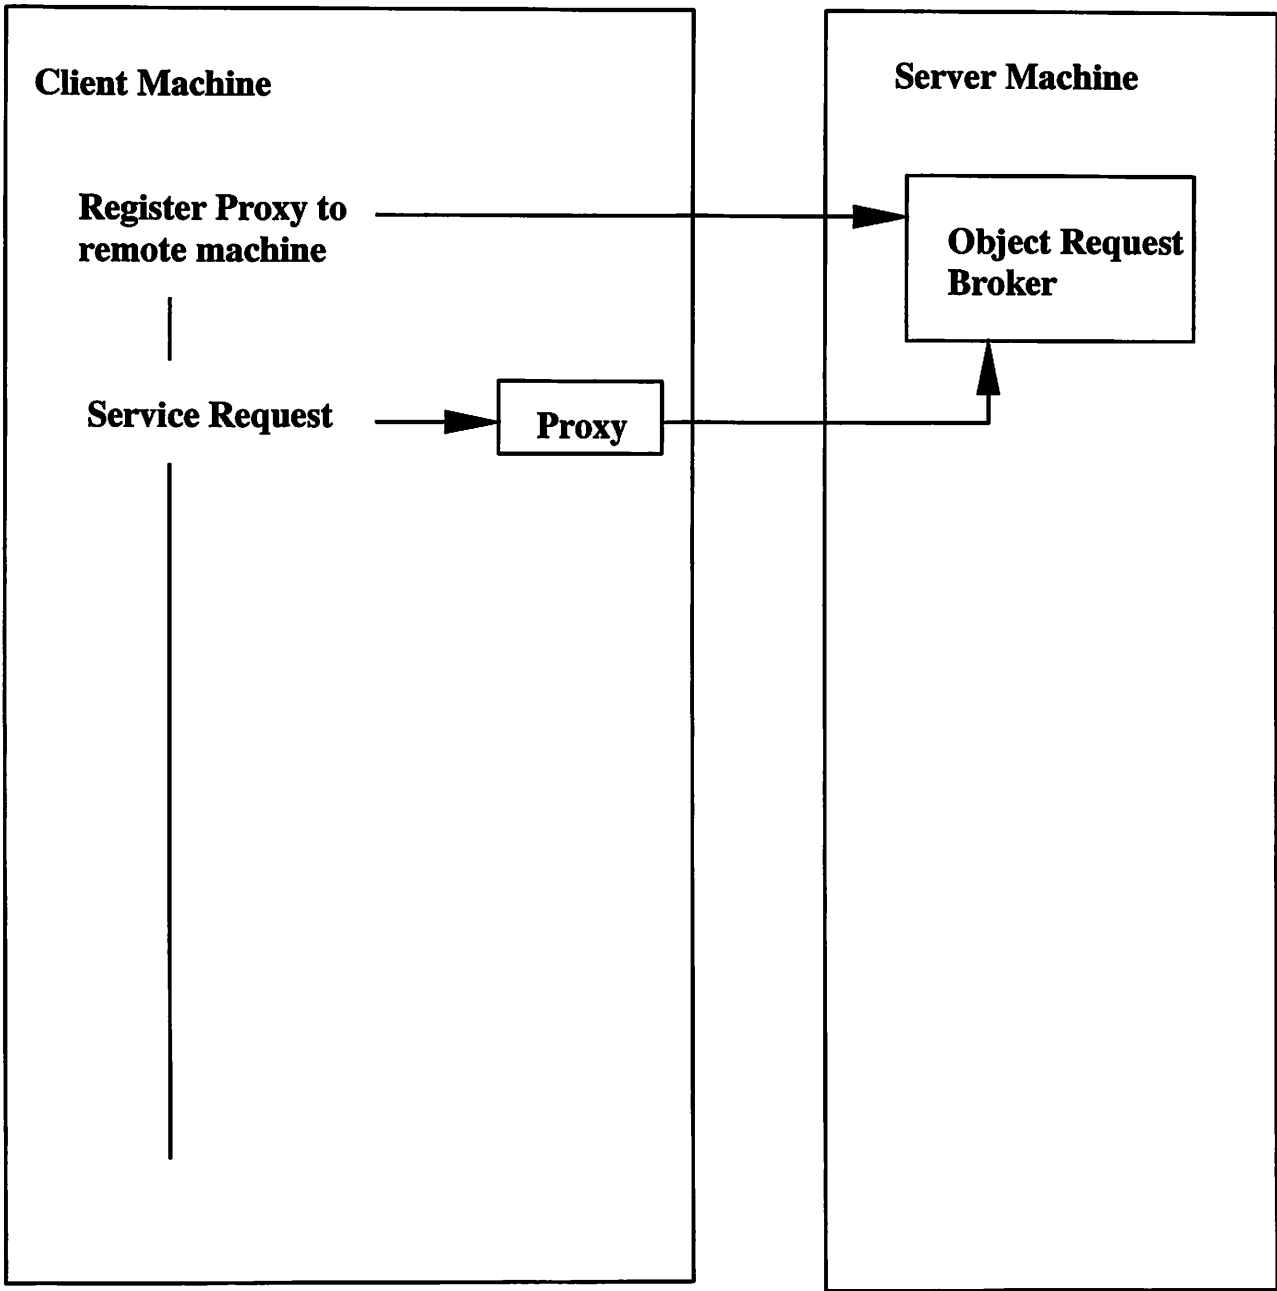 Client Machine
Server Machine
Register Proxy to
remote machine
Object Request
Broker
Service Request
Proxy